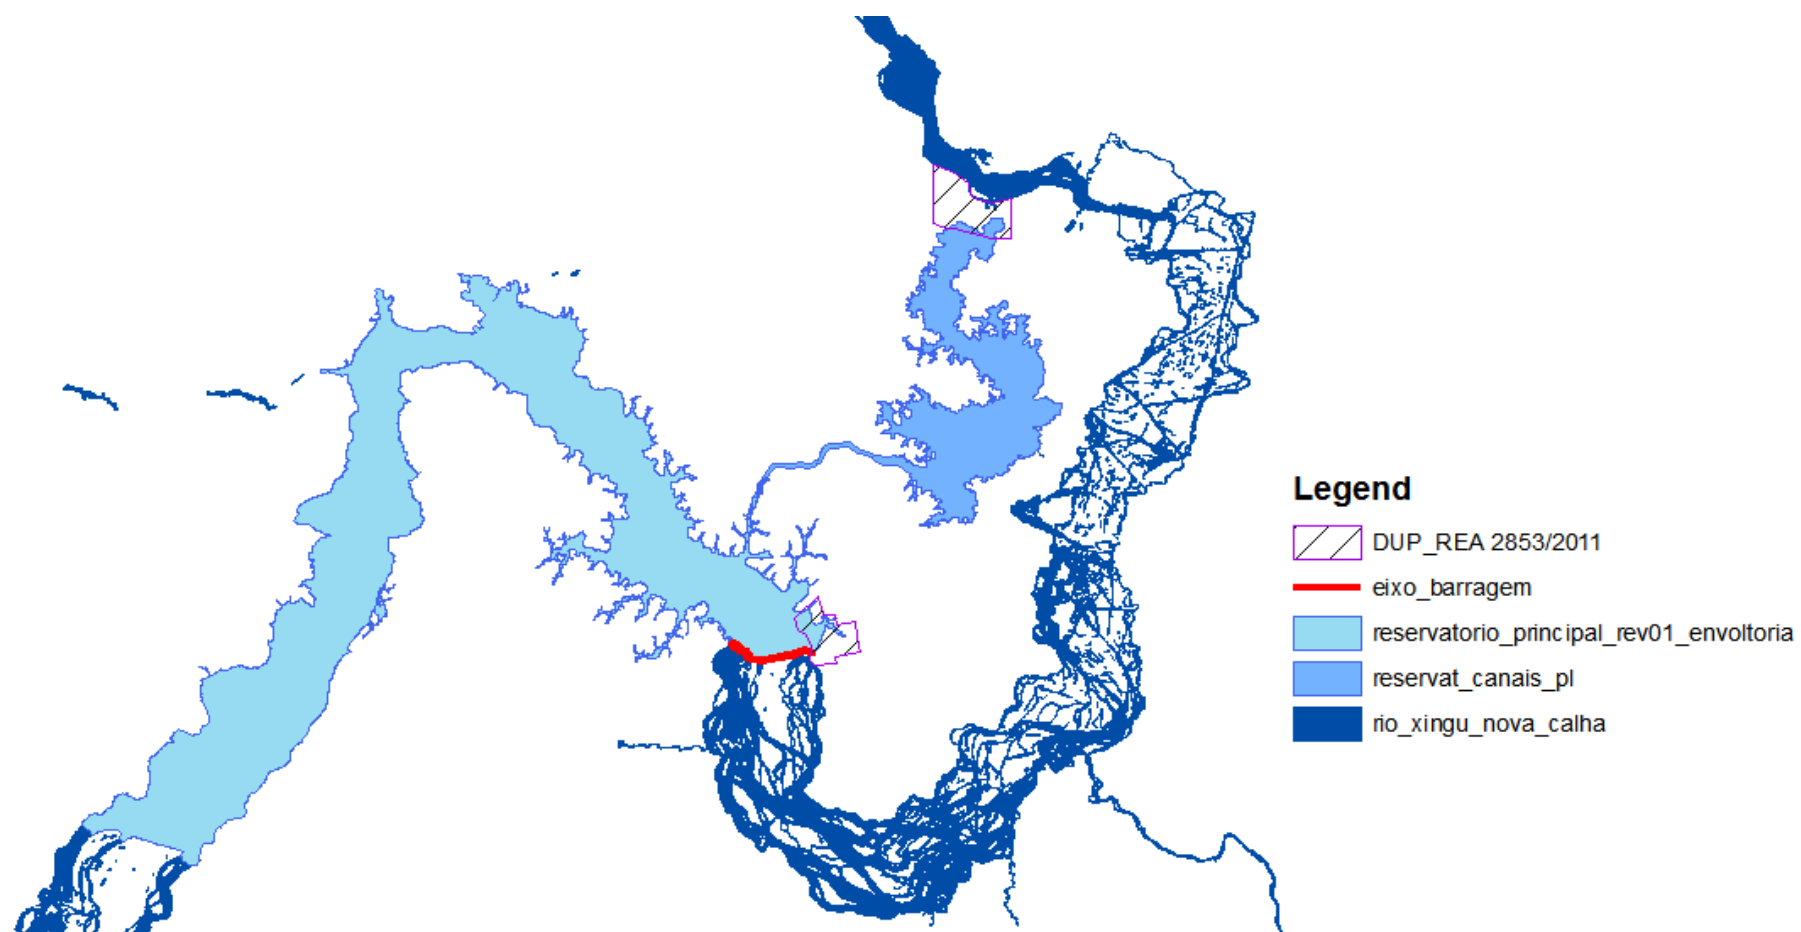 Legend
DUP_REA 2853/2011
eixo_barragem
reservatorio_principal_rev01_envoltoria
reservat_canais_pl
rio_xingu_nova_calha